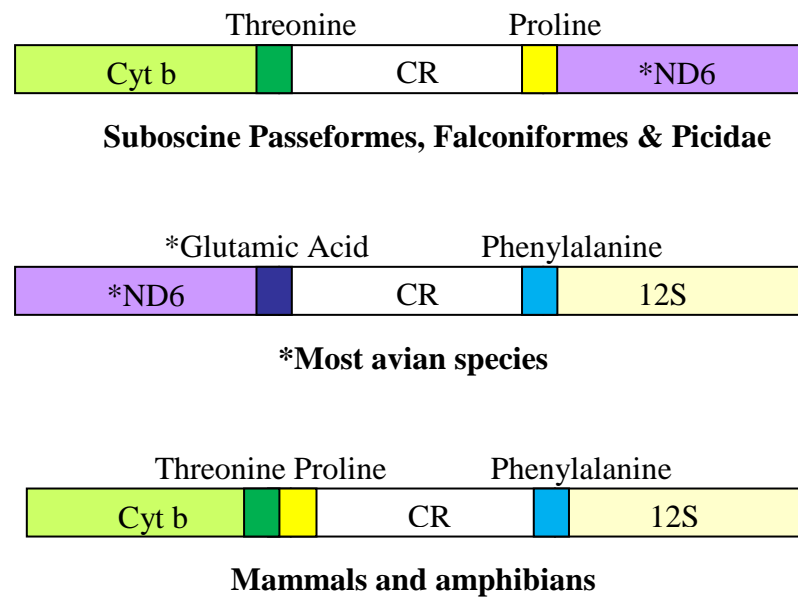 Threonine Proline
Cyt b CR *ND6
Suboscine Passeformes, Falconiformes & Picidae
*Glutamic Acid Phenylalanine
*ND6 CR 12S
*Most avian species
Threonine Proline Phenylalanine
Cyt b CR 12S
Mammals and amphibians